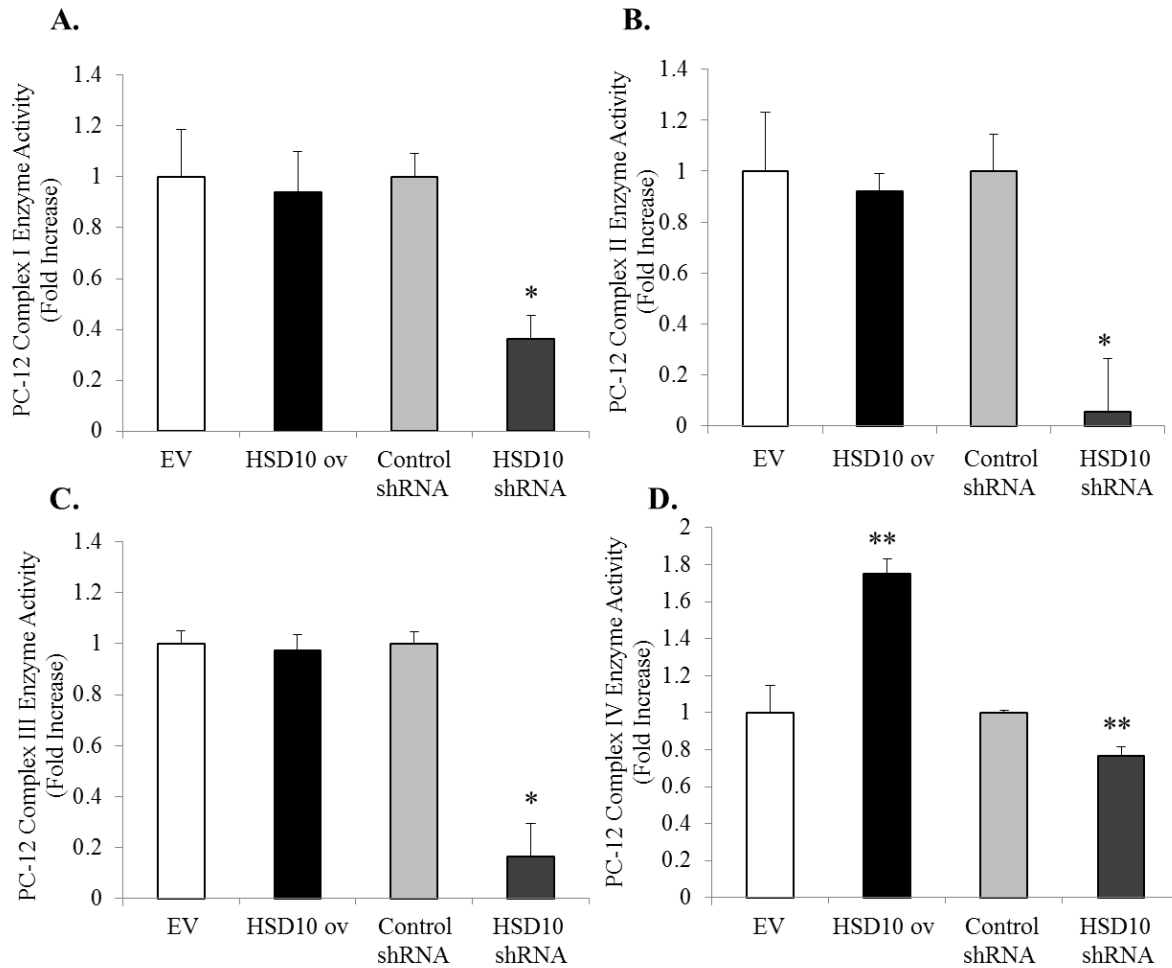 A.
PC-12 Complex I Enzyme Activity
(Fold Increase)
1.4
1.2
1
0.8
0.6
0.4
0.2
0
*
EV
HSD10 ov
Control
shRNA
HSD10
shRNA
B.
PC-12 Complex II Enzyme Activity
(Fold Increase)
1.4
1.2
1
0.8
0.6
0.4
0.2
0
*
EV
HSD10 ov
Control
shRNA
HSD10
shRNA
C.
PC-12 Complex III Enzyme Activity
(Fold Increase)
1.4
1.2
1
0.8
0.6
0.4
0.2
0
*
EV
HSD10 ov
Control
shRNA
HSD10
shRNA
D.
PC-12 Complex IV Enzyme Activity
(Fold Increase)
2
1.8
1.6
1.4
1.2
1
0.8
0.6
0.4
0.2
0
**
**
EV
HSD10 ov
Control
shRNA
HSD10
shRNA